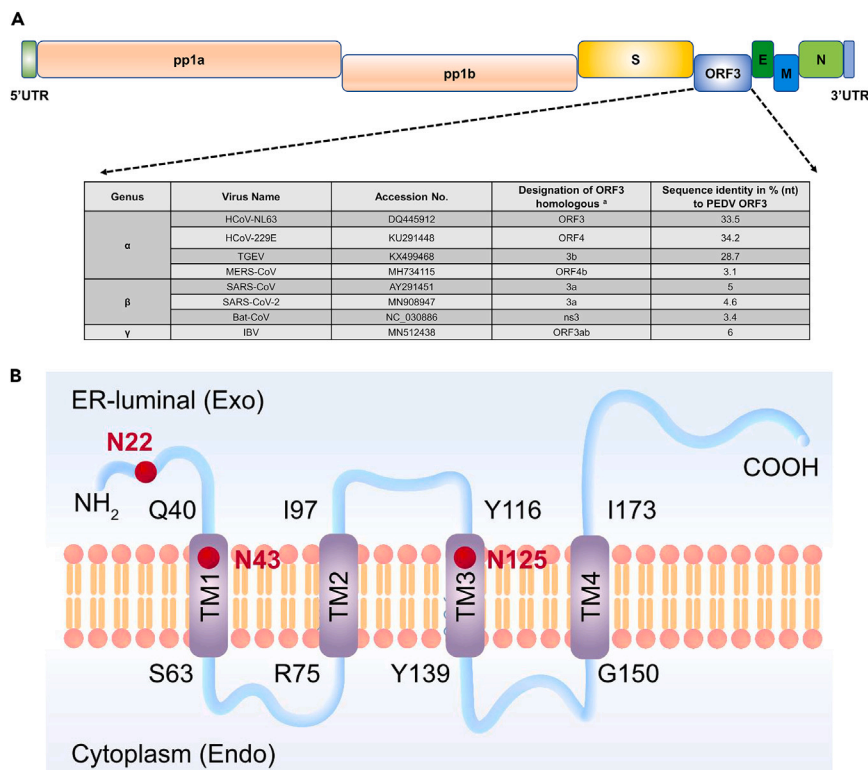 A
pp1a
pp1b
S
ORF3
E
M
N
5'UTR
3'UTR
Genus
Virus Name
Accession No.
Designation of ORF3 homologous a
Sequence identity in % (nt) to PEDV ORF3
α
HCoV-NL63 DQ445912 ORF3 33.5
HCoV-229E KU291448 ORF4 34.2
TGEV KX499468 3b 28.7
MERS-CoV MH734115 ORF4b 3.1
β
SARS-CoV AY291451 3a 5
SARS-CoV-2 MN908947 3a 4.6
Bat-CoV NC_030886 ns3 3.4
γ
IBV MN512438 ORF3ab 6
B
ER-luminal (Exo)
N22
NH2
COOH
Q40 I97 Y116 I173
N43 N125
TM1 TM2 TM3 TM4
S63 R75 Y139 G150
Cytoplasm (Endo)